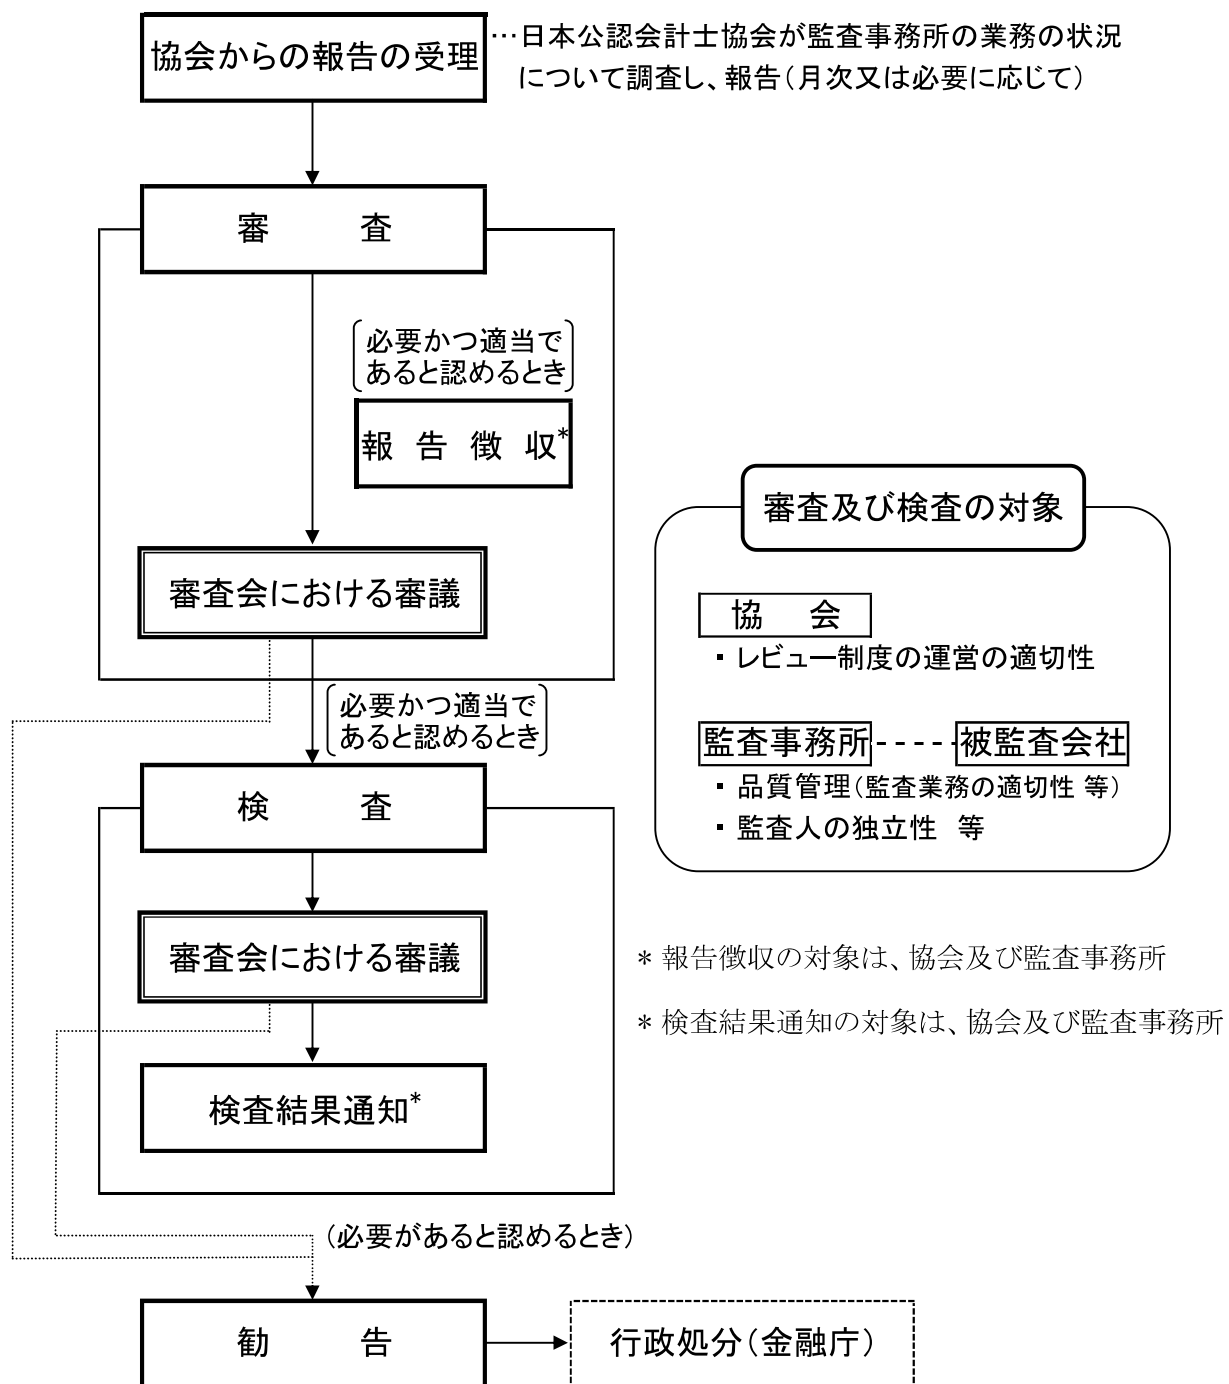 協会からの報告の受理
…日本公認会計士協会が監査事務所の業務の状況
について調査し、報告（月次又は必要に応じて）
審　　査
必要かつ適当で
あると認めるとき
報 告 徴 収*
審査会における審議
必要かつ適当で
あると認めるとき
検　　査
審査会における審議
検査結果通知*
（必要があると認めるとき）
勧　　告
行政処分（金融庁）
審査及び検査の対象
協　会
・レビュー制度の運営の適切性
監査事務所
被監査会社
・品質管理（監査業務の適切性 等）
・監査人の独立性 等
* 報告徴収の対象は、協会及び監査事務所
* 検査結果通知の対象は、協会及び監査事務所